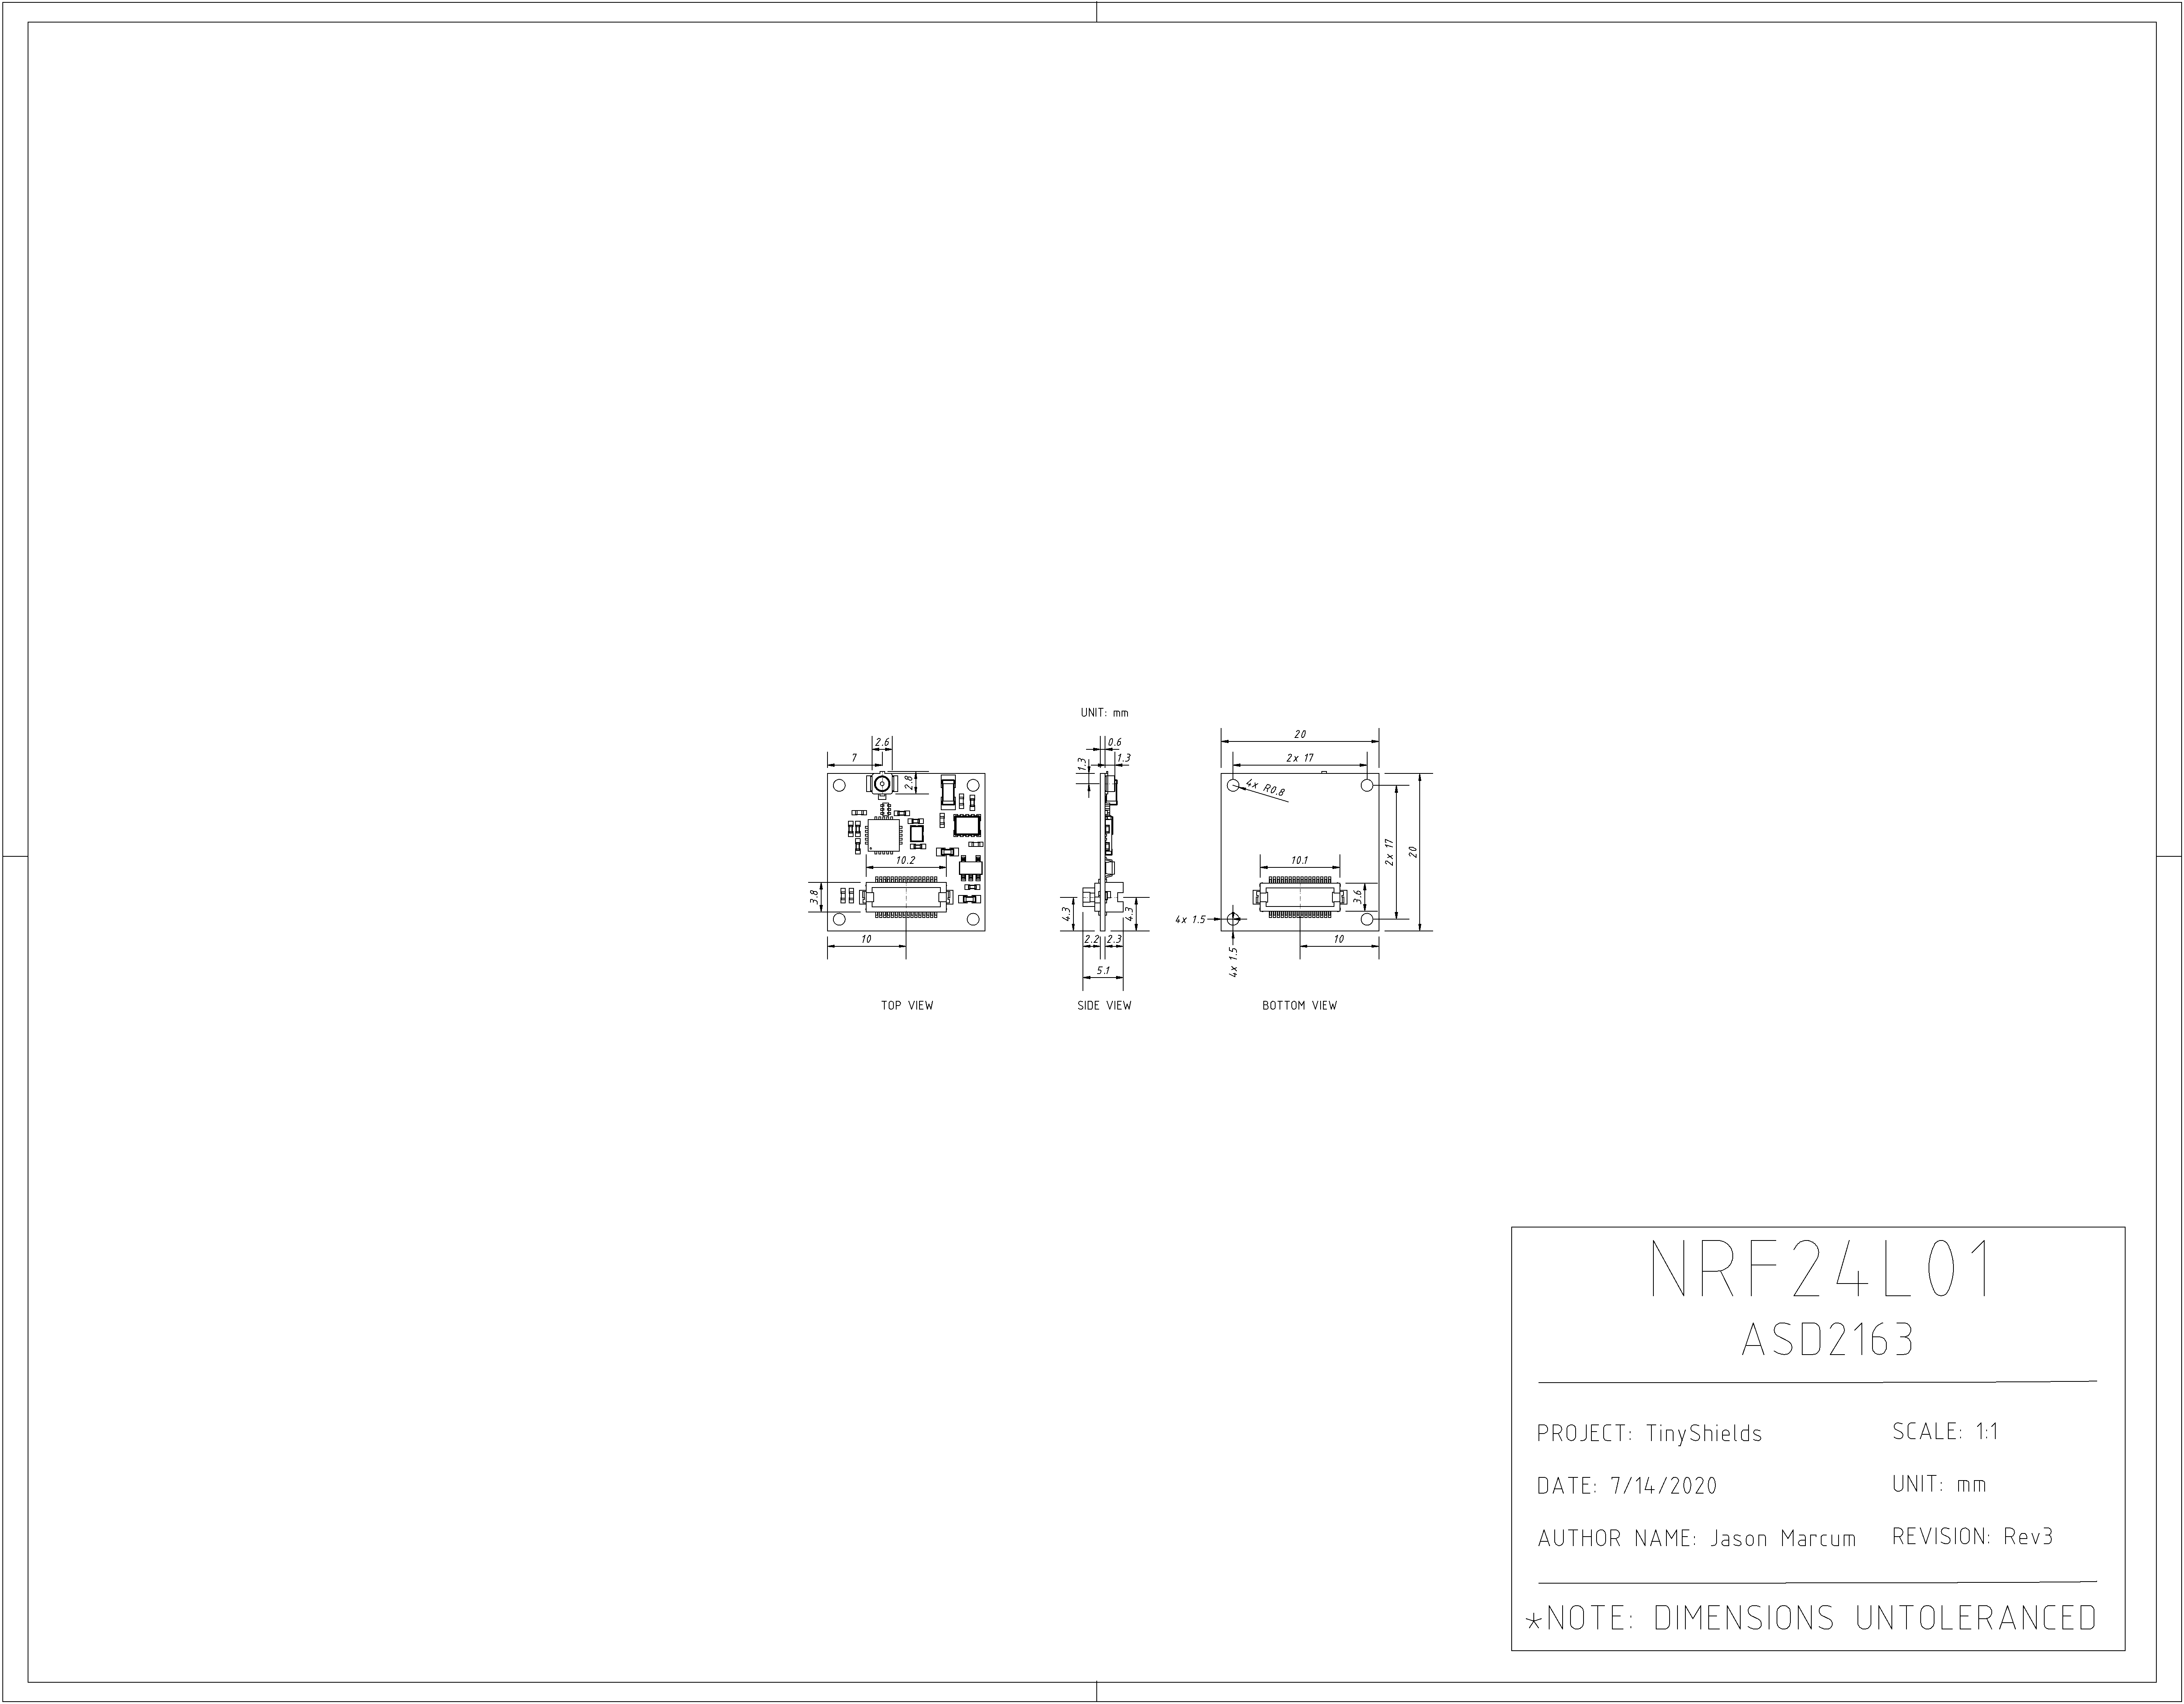 UNIT: mm
2.6
7
2.8
10.2
3.8
10
TOP VIEW
0.6
1.3
1.3
4.3
4.3
2.2
2.3
5.1
SIDE VIEW
20
2x 17
4x R0.8
2x 17
20
10.1
3.6
4x 1.5
4x 1.5
10
BOTTOM VIEW
NRF24L01
ASD2163
PROJECT: TinyShields
SCALE: 1:1
DATE: 7/14/2020
UNIT: mm
AUTHOR NAME: Jason Marcum
REVISION: Rev3
*NOTE: DIMENSIONS UNTOLERANCED